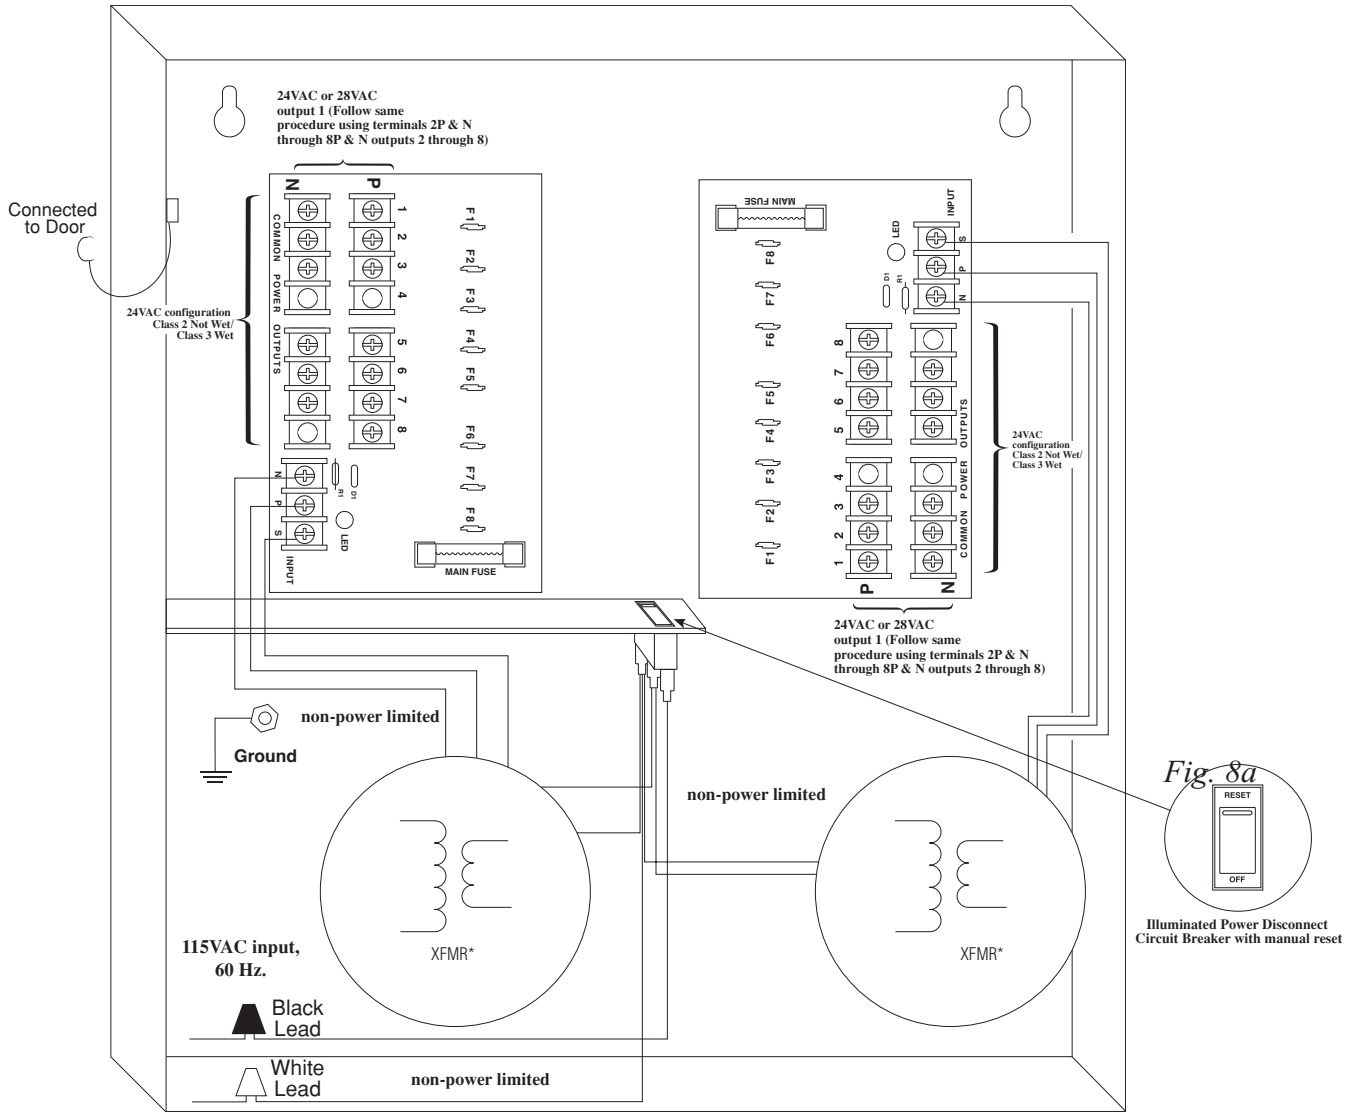 24VAC or 28VAC
output 1 (Follow same
procedure using terminals 2P & N
through 8P & N outputs 2 through 8)
Connected
to Door
24VAC configuration
Class 2 Not Wet/
Class 3 Wet
N
P
COMMON POWER OUTPUTS
1
2
3
4
5
6
7
8
F1
F2
F3
F4
F5
F6
F7
F8
N
P
S
R1
D1
LED
INPUT
MAIN FUSE
MAIN FUSE
INPUT
LED
S
P
N
D1
R1
F8
F7
F6
F5
F4
F3
F2
F1
8
7
6
5
4
3
2
1
COMMON POWER OUTPUTS
P
N
24VAC
configuration
Class 2 Not Wet/
Class 3 Wet
24VAC or 28VAC
output 1 (Follow same
procedure using terminals 2P & N
through 8P & N outputs 2 through 8)
non-power limited
Ground
non-power limited
XFMR*
XFMR*
Fig. 8a
RESET
OFF
Illuminated Power Disconnect
Circuit Breaker with manual reset
115VAC input,
60 Hz.
Black
Lead
White
Lead
non-power limited